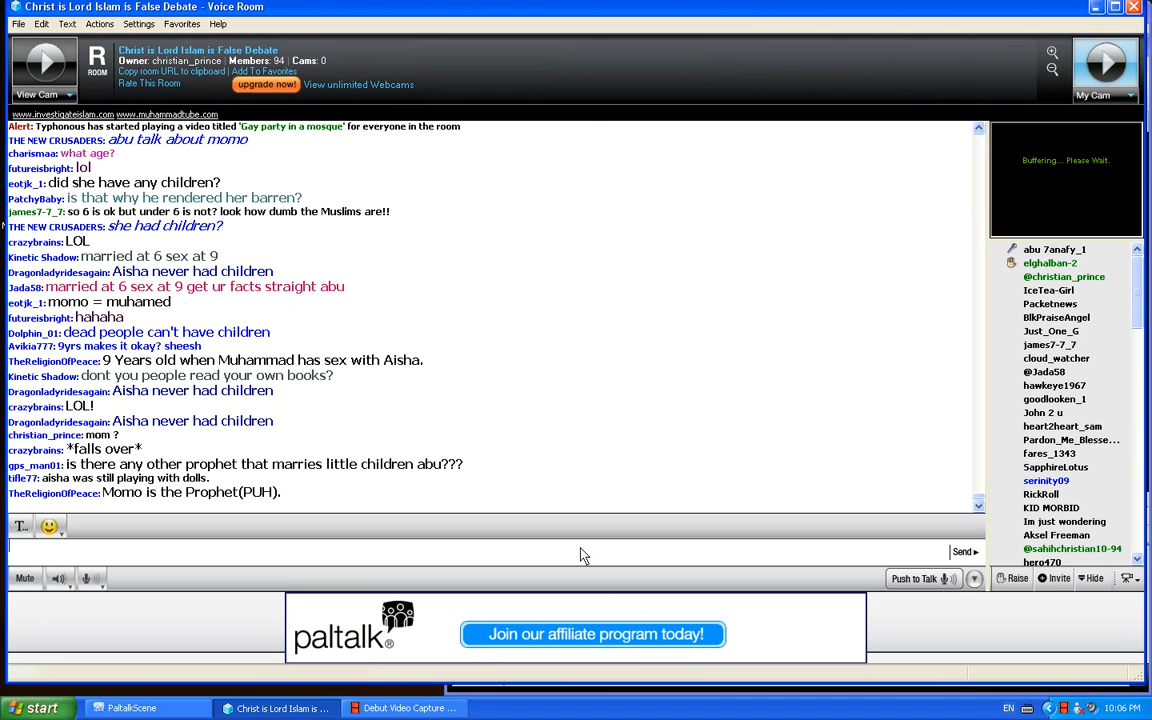 Christ is Lord Islam is False Debate - Voice Room
File Edit Text Actions Settings Favorites Help
View Cam
R
ROOM
Christ is Lord Islam is False Debate
Owner: christian_prince | Members: 94 | Cams: 0
Copy room URL to clipboard | Add To Favorites
Rate This Room
upgrade now! View unlimited Webcams
My Cam
www.investigateislam.com www.muhammadtube.com
Alert: Typhonous has started playing a video titled 'Gay party in a mosque' for everyone in the room
THE NEW CRUSADERS: abu talk about momo
charismaa: what age?
futureisbright: lol
eotjk_1: did she have any children?
PatchyBaby: is that why he rendered her barren?
james7-7_7: so 6 is ok but under 6 is not? look how dumb the Muslims are!!
THE NEW CRUSADERS: she had children?
crazybrains: LOL
Kinetic Shadow: married at 6 sex at 9
Dragonladyridesagain: Aisha never had children
Jada58: married at 6 sex at 9 get ur facts straight abu
eotjk_1: momo = muhamed
futureisbright: hahaha
Dolphin_01: dead people can't have children
Avikia777: 9yrs makes it okay? sheesh
TheReligionOfPeace: 9 Years old when Muhammad has sex with Aisha.
Kinetic Shadow: dont you people read your own books?
Dragonladyridesagain: Aisha never had children
crazybrains: LOL!
Dragonladyridesagain: Aisha never had children
christian_prince: mom ?
crazybrains: *falls over*
gps_man01: is there any other prophet that marries little children abu???
tifle77: aisha was still playing with dolls.
TheReligionOfPeace: Momo is the Prophet(PUH).
Buffering... Please Wait.
abu 7anafy_1
elghalban-2
@christian_prince
IceTea-Girl
Packetnews
BlkPraiseAngel
Just_One_G
james7-7_7
cloud_watcher
@Jada58
hawkeye1967
goodlooken_1
John 2 u
heart2heart_sam
Pardon_Me_Blesse...
fares_1343
SapphireLotus
serinity09
RickRoll
KID MORBID
Im just wondering
Aksel Freeman
@sahihchristian10-94
hero470
T...
Send
Mute
Push to Talk
Raise Invite Hide
paltalk®
Join our affiliate program today!
start PaltalkScene Christ is Lord Islam is ... Debut Video Capture ... EN 10:06 PM